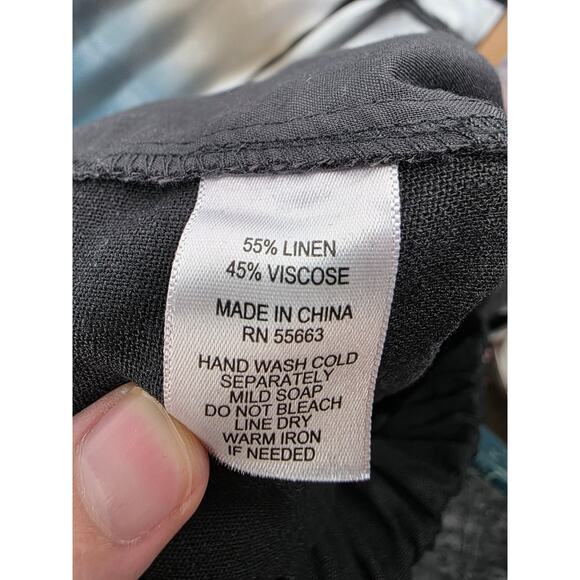 55% LINEN
45% VISCOSE
MADE IN CHINA
RN 55663
HAND WASH COLD
SEPARATELY
MILD SOAP
DO NOT BLEACH
LINE DRY
WARM IRON
IF NEEDED